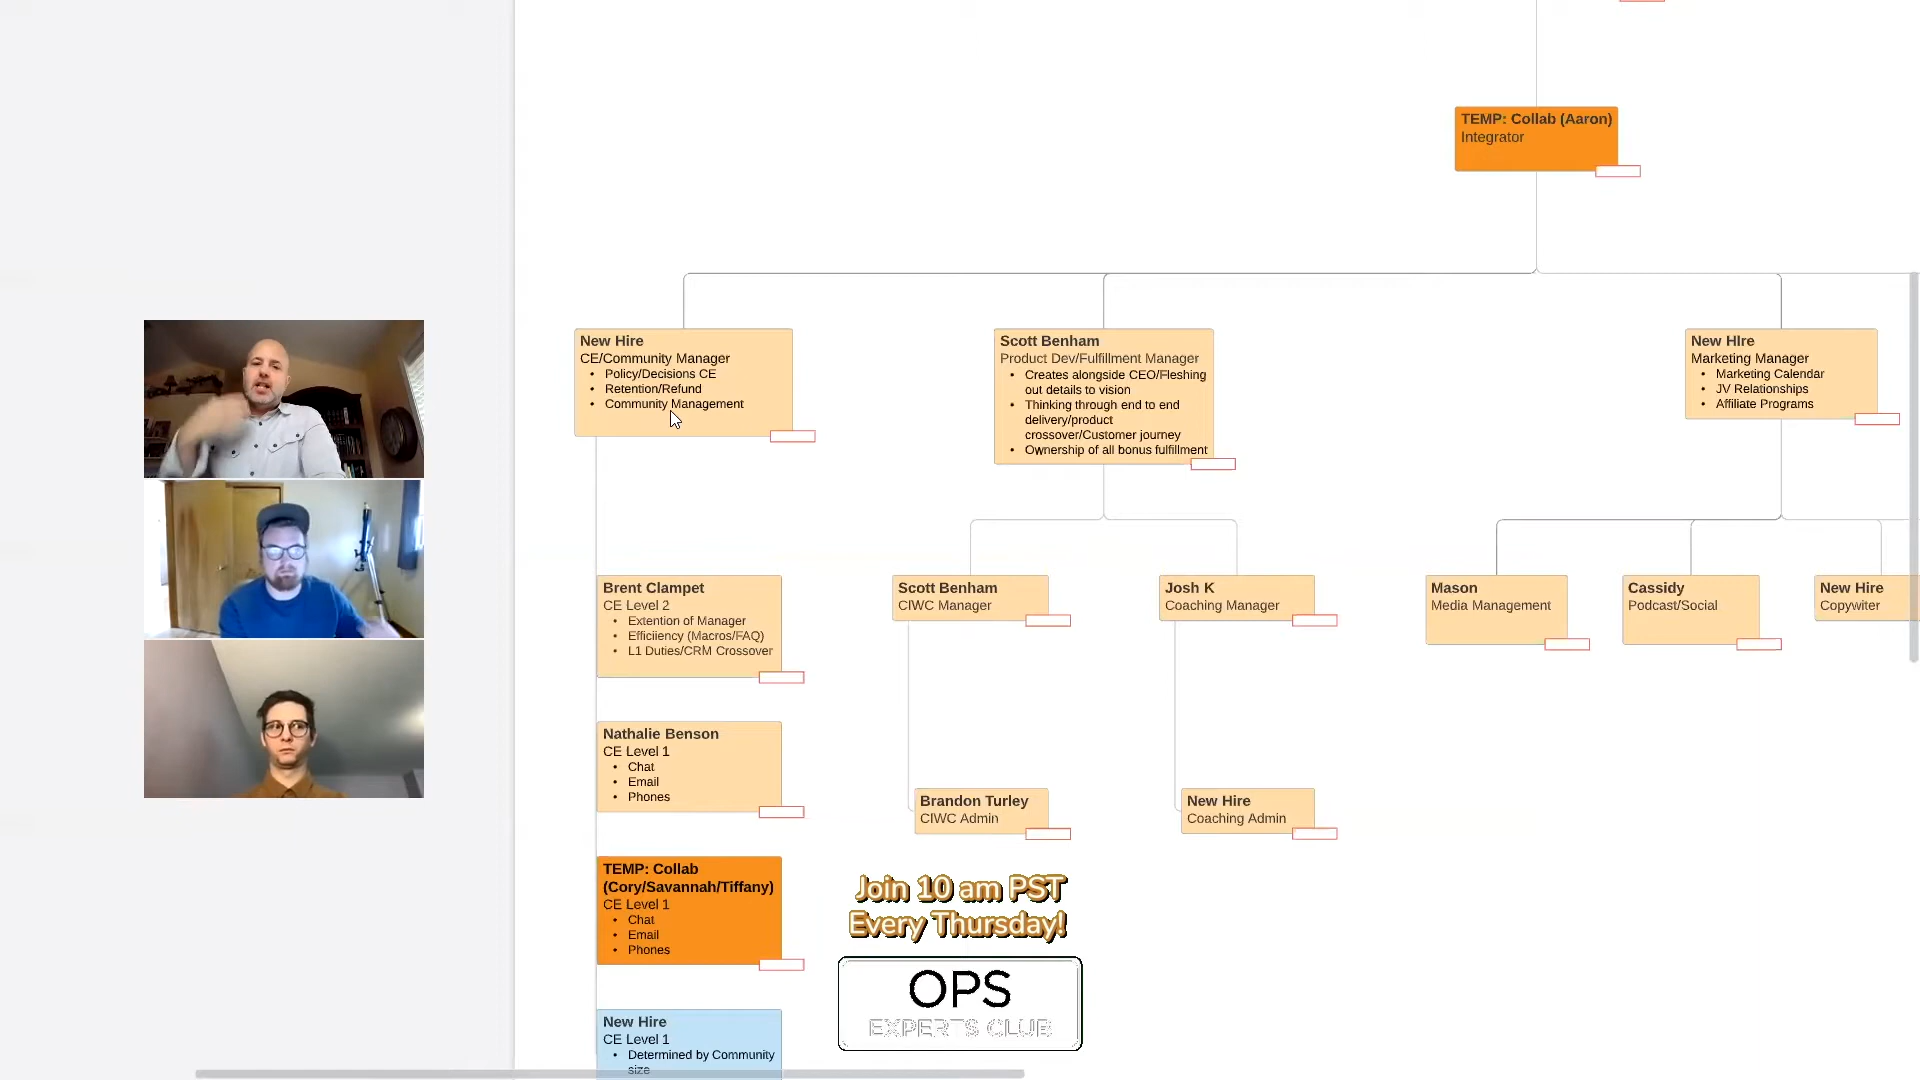 TEMP: Collab (Aaron)
Integrator
New Hire
CE/Community Manager
• Policy/Decisions CE
• Retention/Refund
• Community Management
Scott Benham
Product Dev/Fulfillment Manager
• Creates alongside CEO/Fleshing
out details to vision
• Thinking through end to end
delivery/product
crossover/Customer journey
• Ownership of all bonus fulfillment
New HIre
Marketing Manager
• Marketing Calendar
• JV Relationships
• Affiliate Programs
Brent Clampet
CE Level 2
• Extention of Manager
• Efficiiency (Macros/FAQ)
• L1 Duties/CRM Crossover
Scott Benham
CIWC Manager
Josh K
Coaching Manager
Mason
Media Management
Cassidy
Podcast/Social
New Hire
Copywiter
Nathalie Benson
CE Level 1
• Chat
• Email
• Phones
Brandon Turley
CIWC Admin
New Hire
Coaching Admin
TEMP: Collab
(Cory/Savannah/Tiffany)
CE Level 1
• Chat
• Email
• Phones
New Hire
CE Level 1
• Determined by Community
size
Join 10 am PST
Every Thursday!
OPS
EXPERTS CLUB